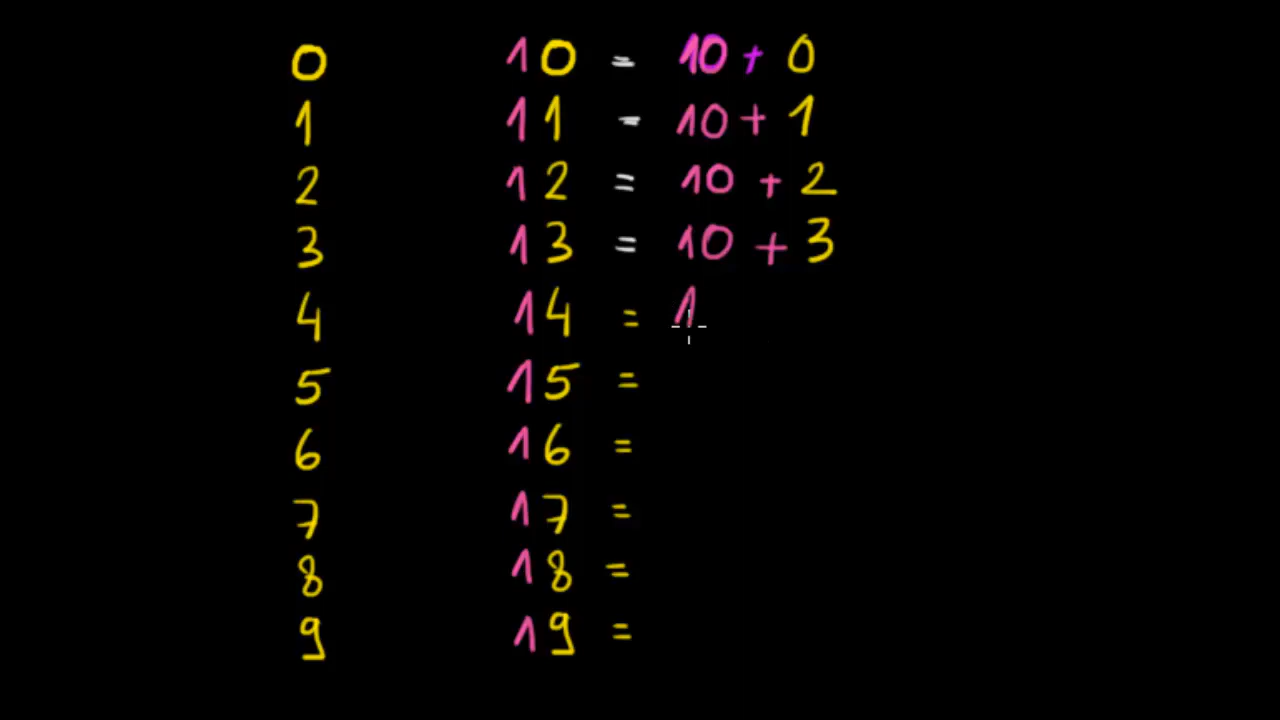 0 10 = 10 + 0
1 11 = 10 + 1
2 12 = 10 + 2
3 13 = 10 + 3
4 14 = 1
5 15 =
6 16 =
7 17 =
8 18 =
9 19 =